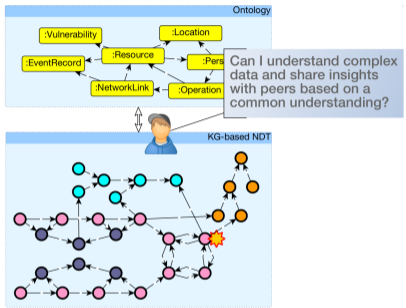 Ontology
:Vulnerability
:Location
:Resource
:EventRecord
:Pers
:NetworkLink
:Operation
Can I understand complex
data and share insights
with peers based on a
common understanding?
KG-based NDT